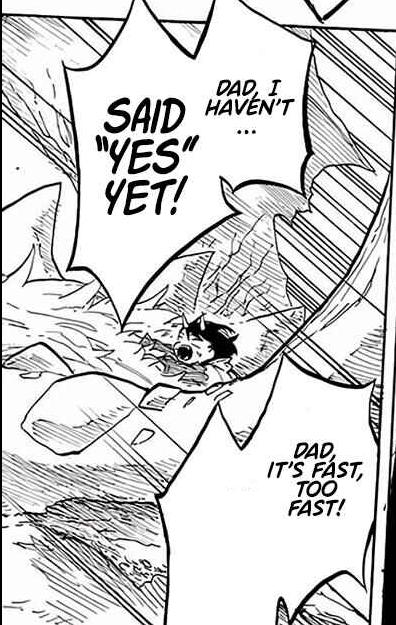 DAD, I
HAVEN'T
...
SAID
"YES"
YET!
DAD,
IT'S FAST,
TOO
FAST!